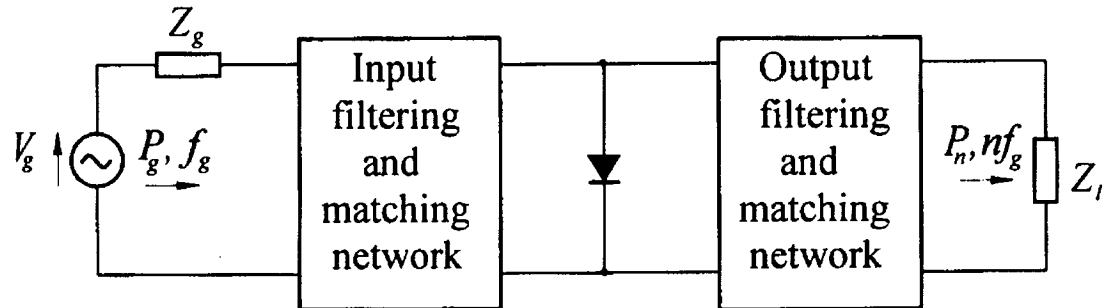 Z_g
V_g
P_g, f_g
Input
filtering
and
matching
network
Output
filtering
and
matching
network
P_n, nf_g
Z_l